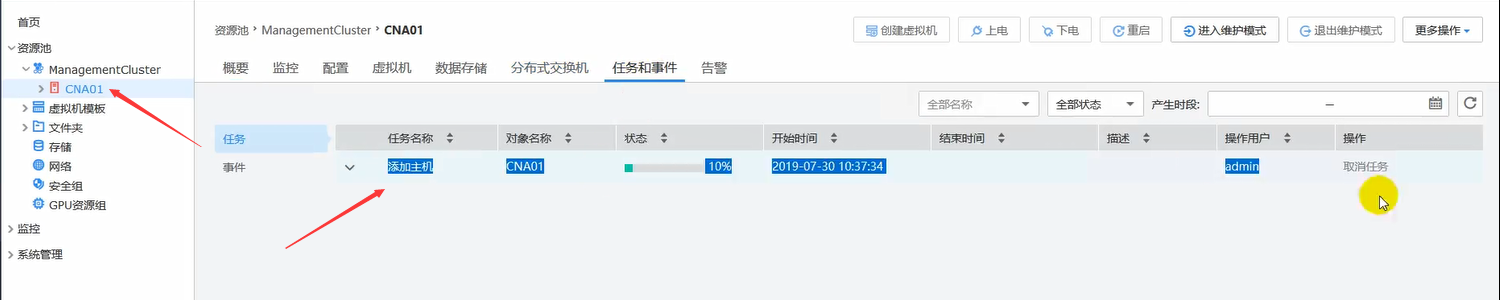 首页
资源池
ManagementCluster
CNA01
虚拟机模板
文件夹
存储
网络
安全组
GPU资源组
监控
系统管理
资源池 › ManagementCluster › CNA01
创建虚拟机 上电 下电 重启 进入维护模式 退出维护模式 更多操作
概要 监控 配置 虚拟机 数据存储 分布式交换机 任务和事件 告警
全部名称 全部状态 产生时段: –
任务
事件
任务名称 对象名称 状态 开始时间 结束时间 描述 操作用户 操作
添加主机 CNA01 10% 2019-07-30 10:37:34 admin 取消任务